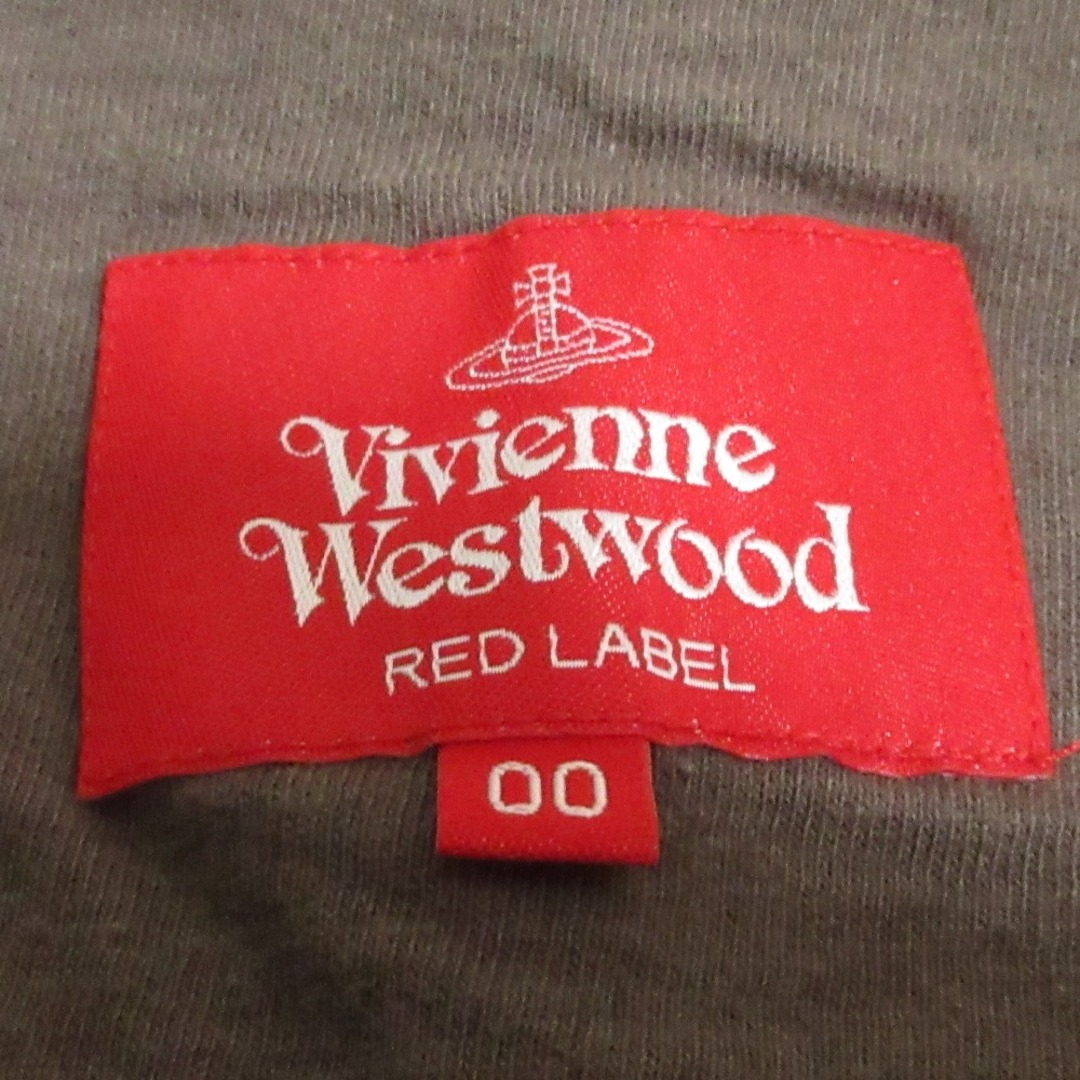 Vivienne
Westwood
RED LABEL
00